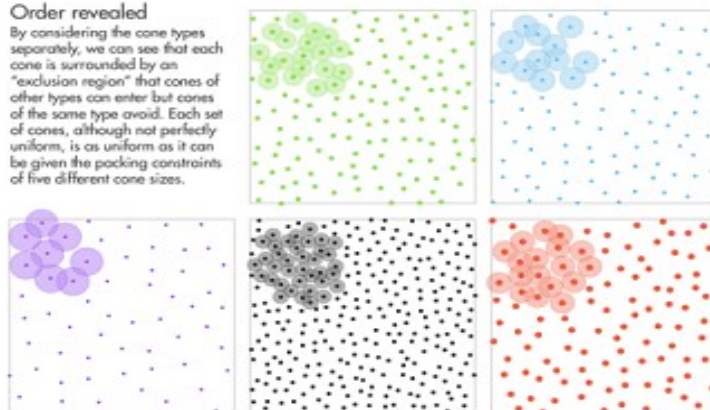 Order revealed
By considering the cone types
separately, we can see that each
cone is surrounded by an
"exclusion region" that cones of
other types can enter but cones
of the same type avoid. Each set
of cones, although not perfectly
uniform, is as uniform as it can
be given the packing constraints
of five different cone sizes.